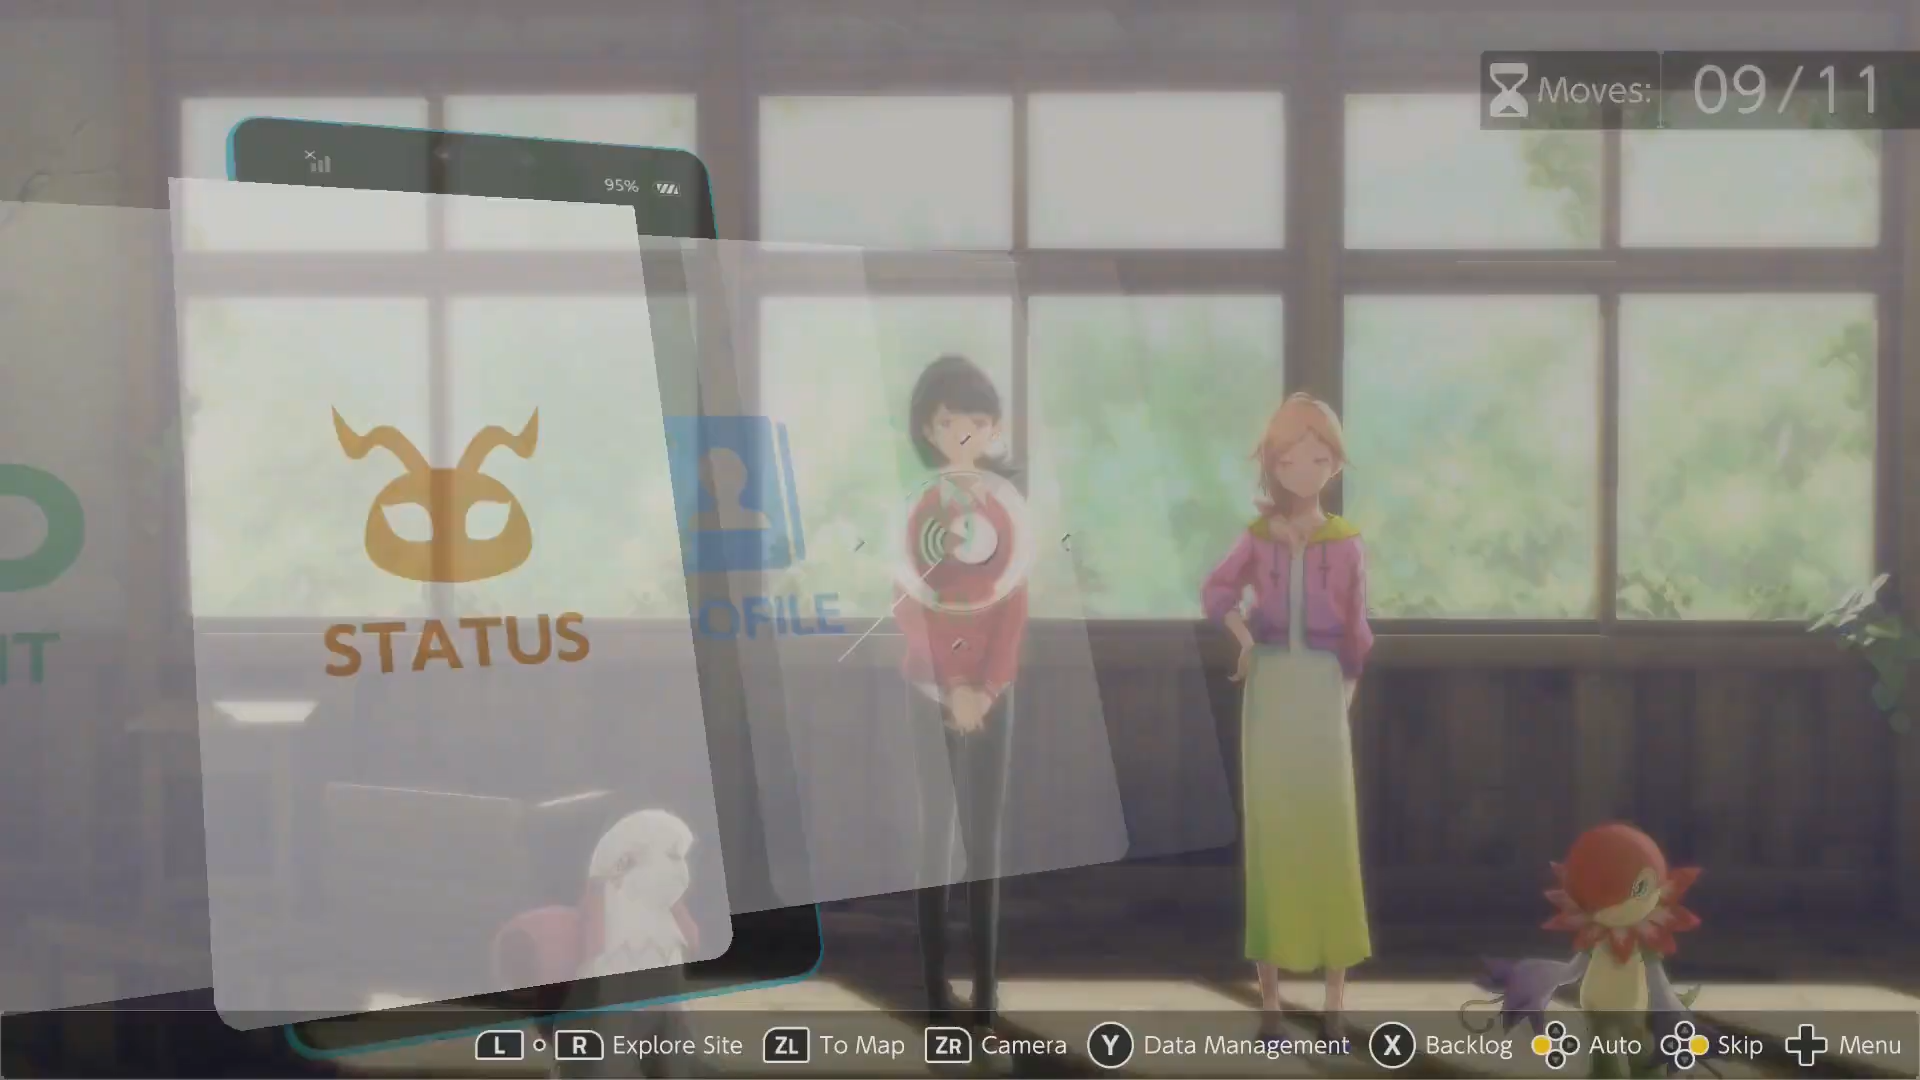 Moves: 09/11
95%
STATUS
OFILE
IT
L R Explore Site ZL To Map ZR Camera Y Data Management X Backlog Auto Skip Menu